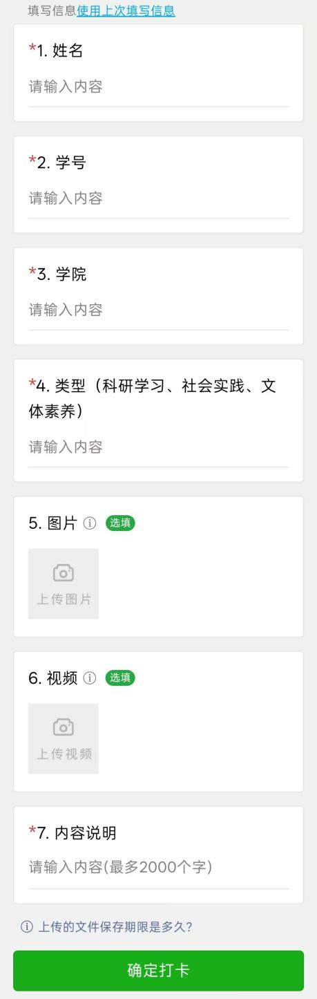 填写信息使用上次填写信息
*1. 姓名
请输入内容
*2. 学号
请输入内容
*3. 学院
请输入内容
*4. 类型（科研学习、社会实践、文
体素养）
请输入内容
5. 图片 选填
上传图片
6. 视频 选填
上传视频
*7. 内容说明
请输入内容(最多2000个字)
上传的文件保存期限是多久?
确定打卡